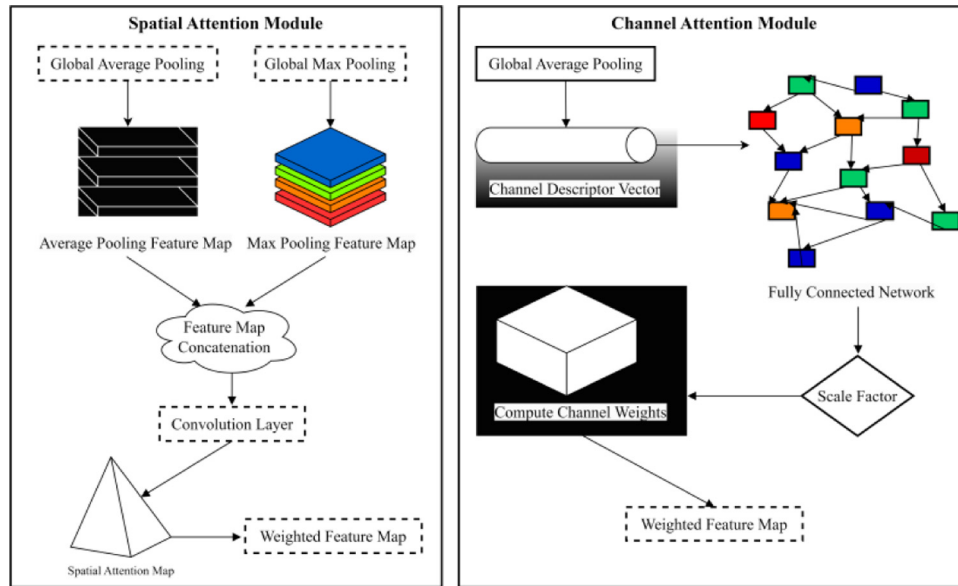 Spatial Attention Module
Global Average Pooling
Global Max Pooling
Average Pooling Feature Map
Max Pooling Feature Map
Feature Map
Concatenation
Convolution Layer
Spatial Attention Map
Weighted Feature Map
Channel Attention Module
Global Average Pooling
Channel Descriptor Vector
Fully Connected Network
Scale Factor
Compute Channel Weights
Weighted Feature Map